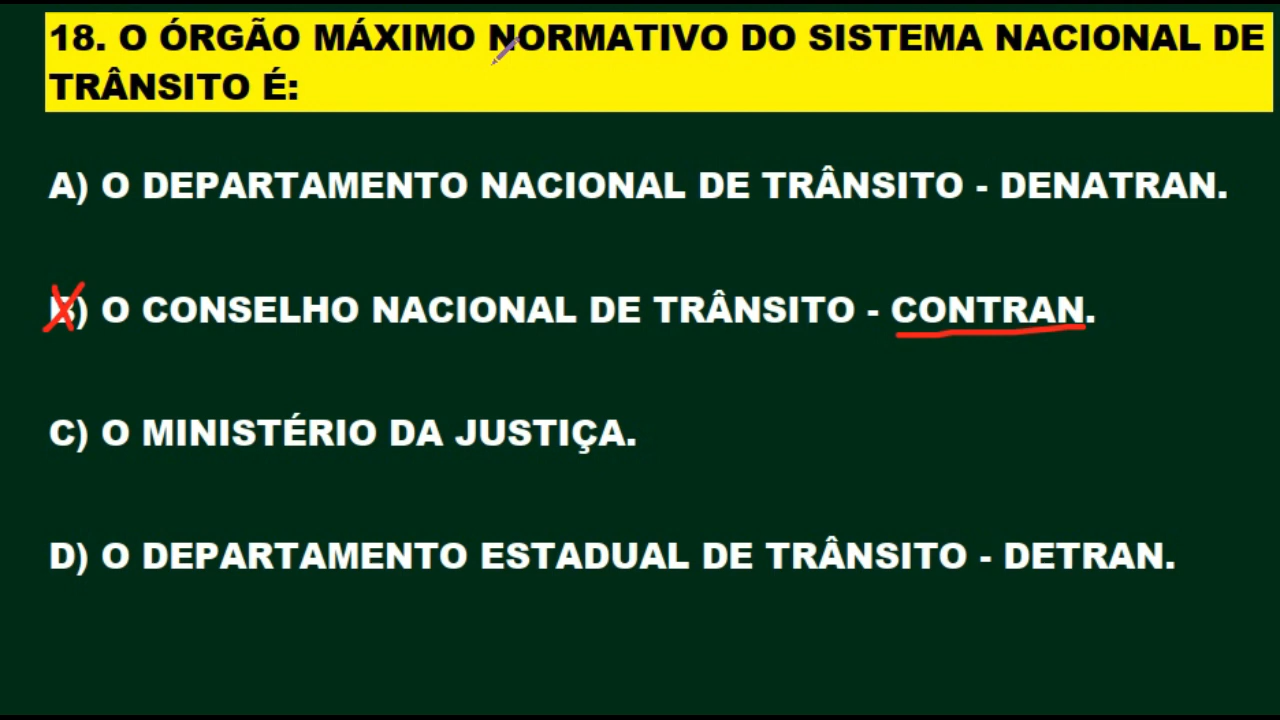 18. O ÓRGÃO MÁXIMO NORMATIVO DO SISTEMA NACIONAL DE
TRÂNSITO É:
A) O DEPARTAMENTO NACIONAL DE TRÂNSITO - DENATRAN.
B) O CONSELHO NACIONAL DE TRÂNSITO - CONTRAN.
C) O MINISTÉRIO DA JUSTIÇA.
D) O DEPARTAMENTO ESTADUAL DE TRÂNSITO - DETRAN.